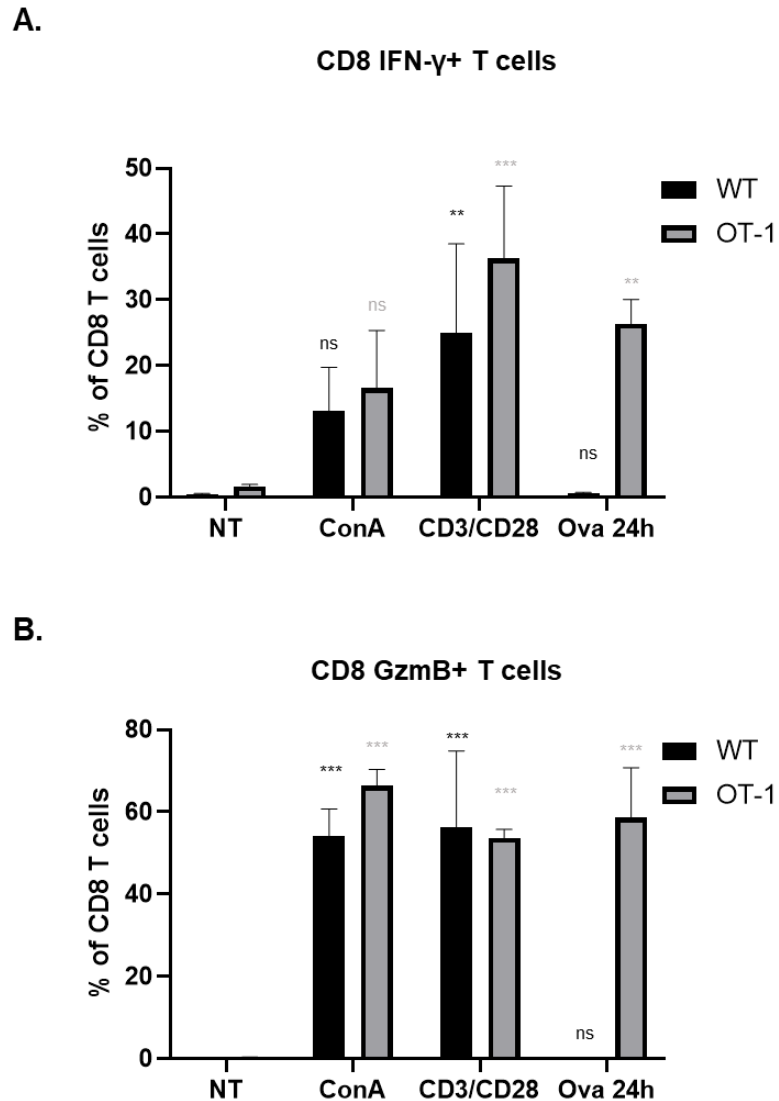 A.
CD8 IFN-γ+ T cells
% of CD8 T cells
50
40
30
20
10
0
ns
ns
**
***
ns
**
WT
OT-1
NT
ConA
CD3/CD28
Ova 24h
B.
CD8 GzmB+ T cells
% of CD8 T cells
80
60
40
20
0
***
***
***
***
ns
***
WT
OT-1
NT
ConA
CD3/CD28
Ova 24h